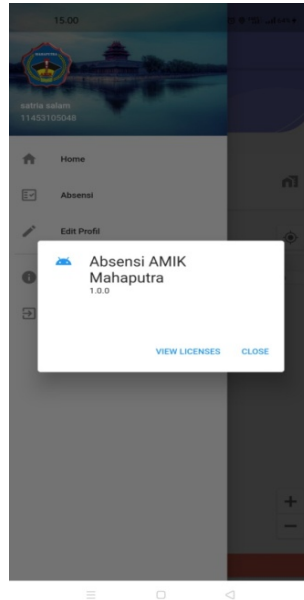 15.00
satria salam
11453105048
Home
Absensi
Edit Profil
Absensi AMIK
Mahaputra
1.0.0
VIEW LICENSES
CLOSE